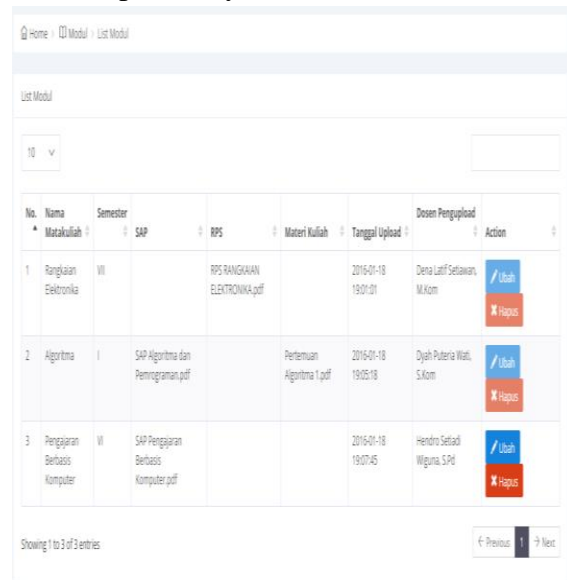 Home > Modul > List Modul
List Modul
10
No. Nama Matakuliah Semester SAP RPS Materi Kuliah Tanggal Upload Dosen Pengupload Action
1 Rangkaian Elektronika VII RPS RANGKAIAN ELEKTRONIKA.pdf 2016-01-18 19:01:01 Dena Latif Setiawan, M.Kom Ubah Hapus
2 Algoritma I SAP Algoritma dan Pemrograman.pdf Pertemuan Algoritma 1.pdf 2016-01-18 19:05:18 Dyah Puteria Wati, S.Kom Ubah Hapus
3 Pengajaran Berbasis Komputer VI SAP Pengajaran Berbasis Komputer.pdf 2016-01-18 19:07:45 Hendro Setiadi Wiguna, S.Pd Ubah Hapus
Showing 1 to 3 of 3 entries
← Previous 1 → Next